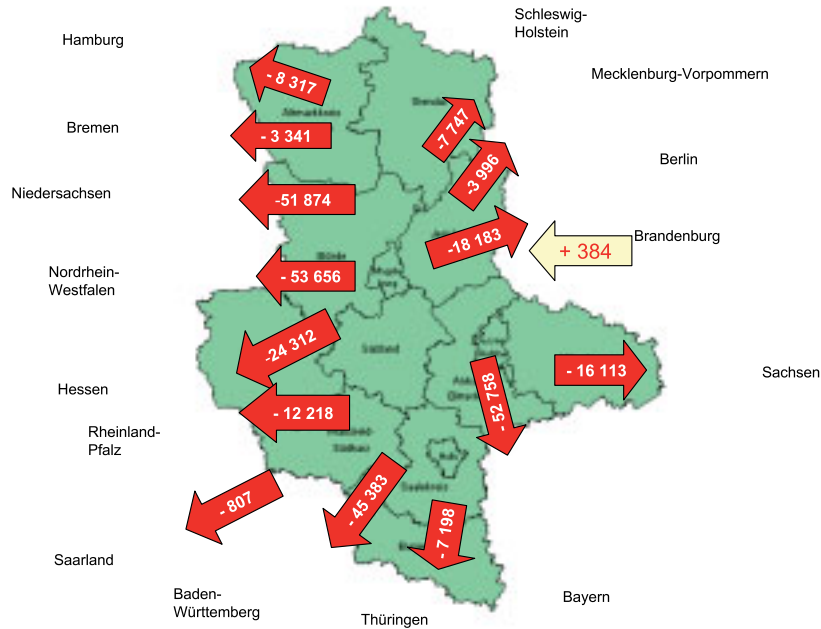 Schleswig-
Holstein
Hamburg
Mecklenburg-Vorpommern
- 8 317
-7 747
Bremen
- 3 341
-3 996
Berlin
Niedersachsen
-51 874
-18 183
+ 384
Brandenburg
Nordrhein-
Westfalen
- 53 656
-24 312
- 16 113
Sachsen
Hessen
- 12 218
-52 758
Rheinland-
Pfalz
- 807
- 45 383
- 7 198
Saarland
Baden-
Württemberg
Thüringen
Bayern